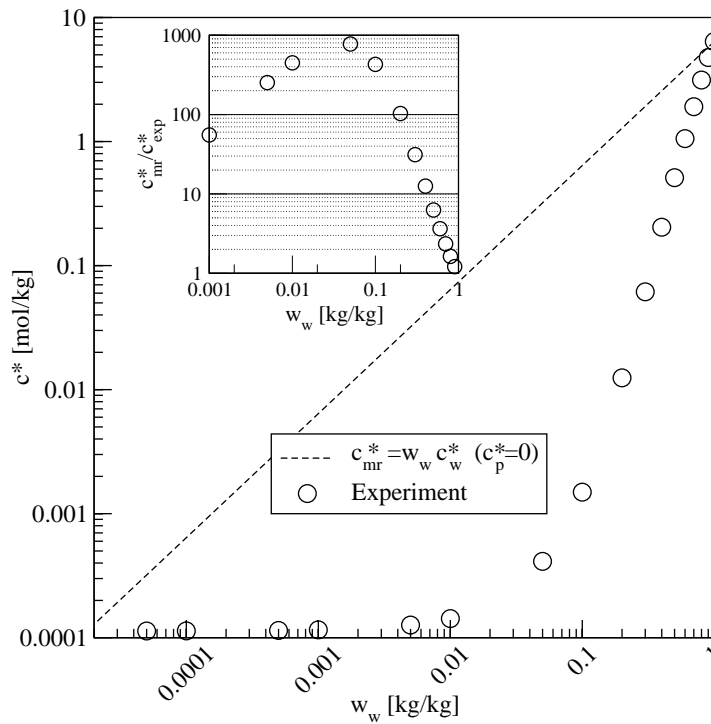 10
1
0.1
0.01
0.001
0.0001
c* [mol/kg]
1000
100
10
1
c*mr/c*exp
0.001 0.01 0.1 1
ww [kg/kg]
c*mr=ww c*w (c*p=0)
Experiment
0.0001 0.001 0.01 0.1 1
ww [kg/kg]